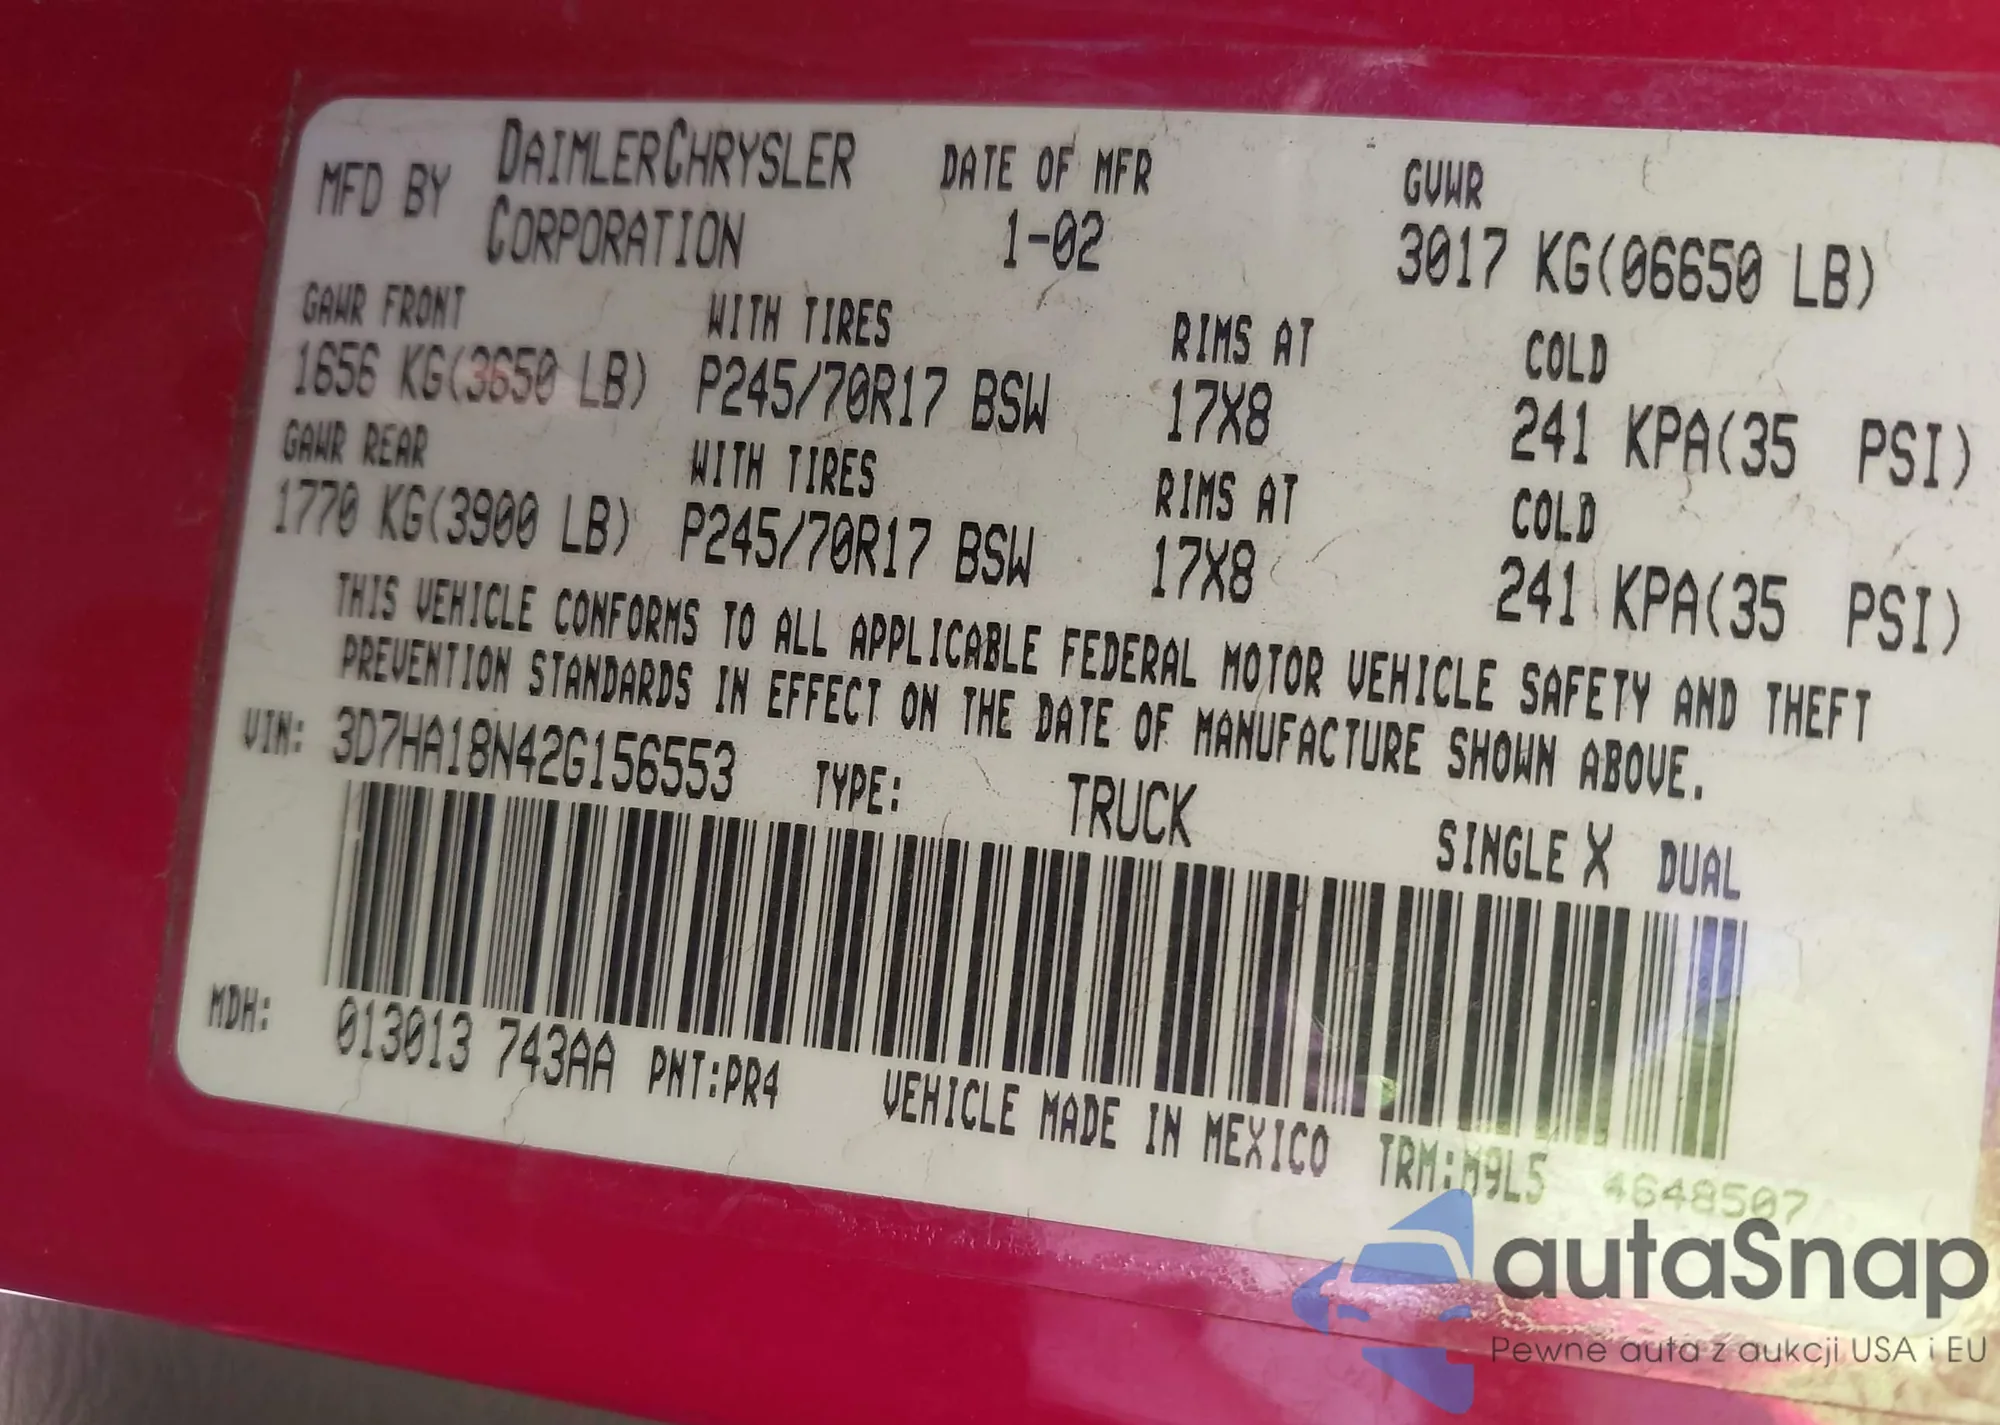 MFD BY DAIMLERCHRYSLER CORPORATION DATE OF MFR 1-02 GVWR 3017 KG(06650 LB)
GAWR FRONT WITH TIRES RIMS AT COLD
1656 KG(3650 LB) P245/70R17 BSW 17X8 241 KPA(35 PSI)
GAWR REAR WITH TIRES RIMS AT COLD
1770 KG(3900 LB) P245/70R17 BSW 17X8 241 KPA(35 PSI)
THIS VEHICLE CONFORMS TO ALL APPLICABLE FEDERAL MOTOR VEHICLE SAFETY AND THEFT
PREVENTION STANDARDS IN EFFECT ON THE DATE OF MANUFACTURE SHOWN ABOVE.
VIN: 3D7HA18N42G156553 TYPE: TRUCK SINGLE X DUAL
MDH: 013013 743AA PNT:PR4 VEHICLE MADE IN MEXICO TRM:M9L5 4648507
autaSnap
Pewne auta z aukcji USA i EU